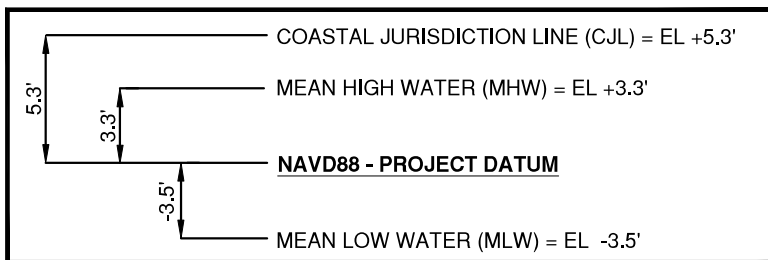 COASTAL JURISDICTION LINE (CJL) = EL +5.3'
5.3'
MEAN HIGH WATER (MHW) = EL +3.3'
3.3'
NAVD88 - PROJECT DATUM
-3.5'
MEAN LOW WATER (MLW) = EL -3.5'